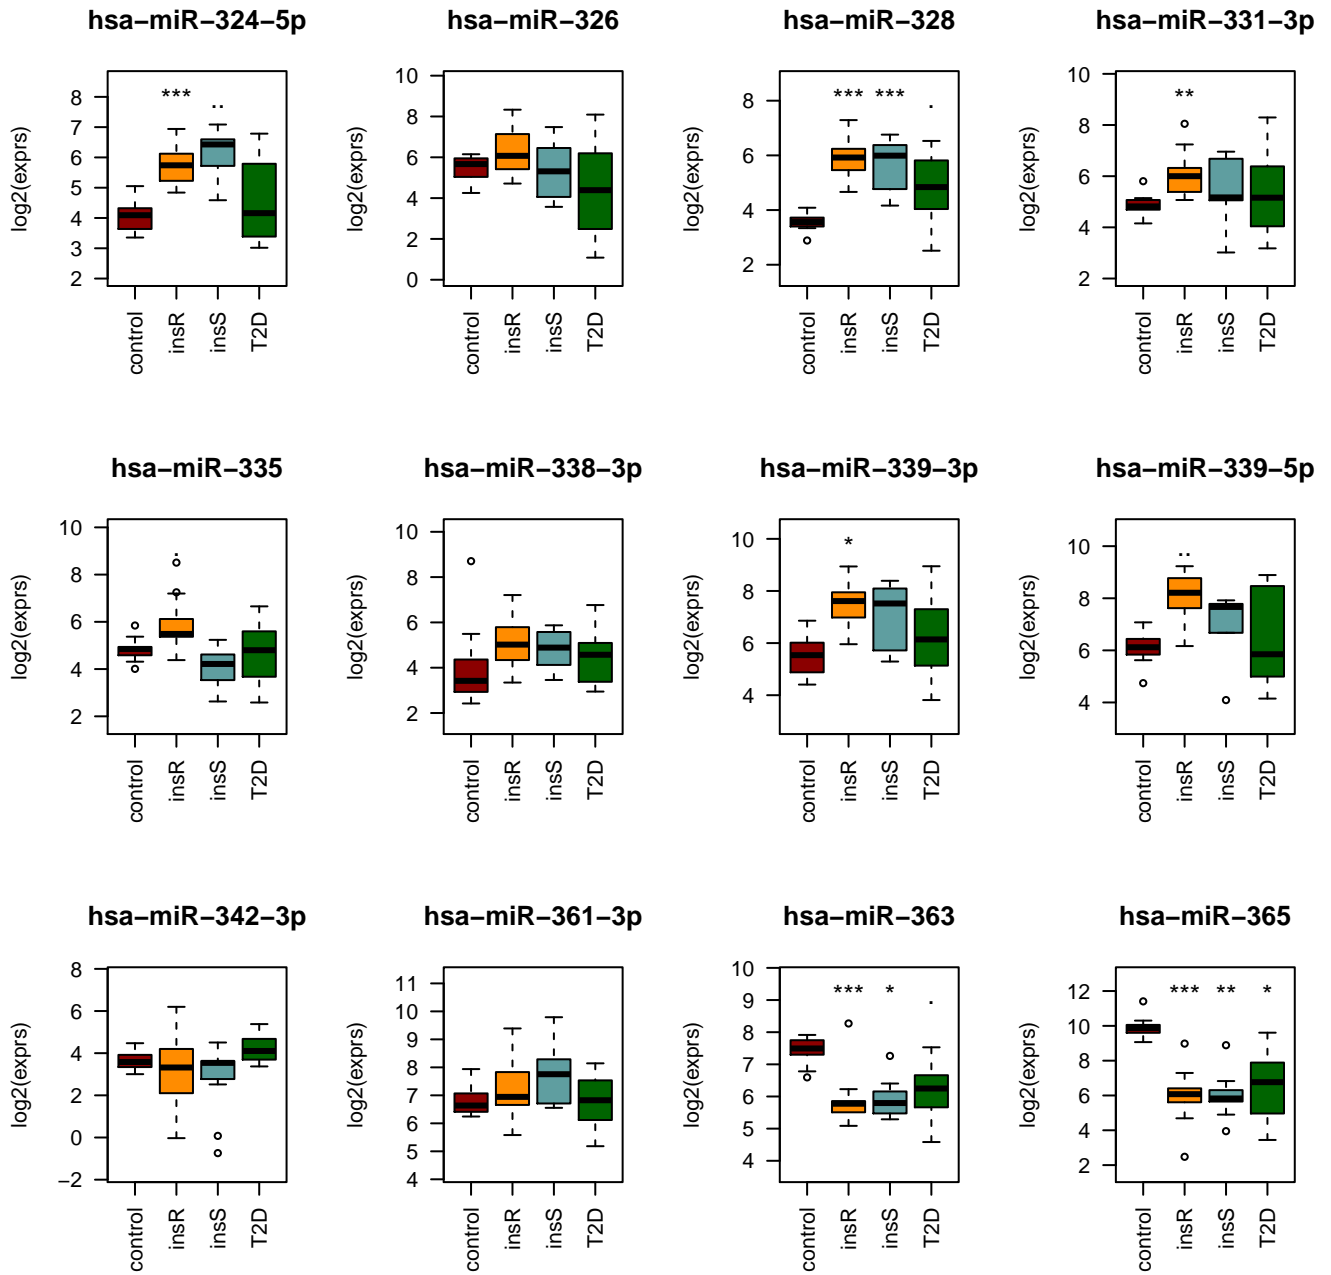 hsa−miR−324−5p
log2(exprs)
8
7
6
5
4
3
2
***
..
control
insR
insS
T2D
hsa−miR−326
log2(exprs)
10
8
6
4
2
0
control
insR
insS
T2D
hsa−miR−328
log2(exprs)
8
6
4
2
***
***
.
control
insR
insS
T2D
hsa−miR−331−3p
log2(exprs)
10
8
6
4
2
**
control
insR
insS
T2D
hsa−miR−335
log2(exprs)
10
8
6
4
2
.
control
insR
insS
T2D
hsa−miR−338−3p
log2(exprs)
10
8
6
4
2
control
insR
insS
T2D
hsa−miR−339−3p
log2(exprs)
10
8
6
4
*
control
insR
insS
T2D
hsa−miR−339−5p
log2(exprs)
10
8
6
4
..
control
insR
insS
T2D
hsa−miR−342−3p
log2(exprs)
8
6
4
2
0
−2
control
insR
insS
T2D
hsa−miR−361−3p
log2(exprs)
11
10
9
8
7
6
5
4
control
insR
insS
T2D
hsa−miR−363
log2(exprs)
10
9
8
7
6
5
4
***
*
.
control
insR
insS
T2D
hsa−miR−365
log2(exprs)
12
10
8
6
4
2
***
**
*
control
insR
insS
T2D